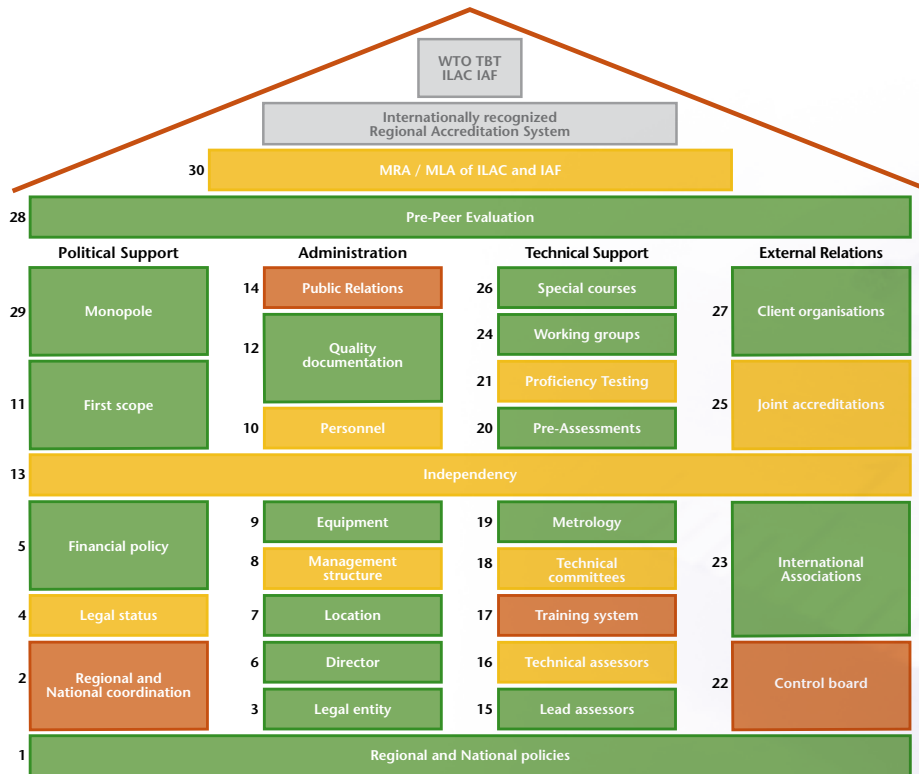 WTO TBT
ILAC IAF
Internationally recognized
Regional Accreditation System
30
MRA / MLA of ILAC and IAF
28
Pre-Peer Evaluation
Political Support
Administration
Technical Support
External Relations
29
Monopole
11
First scope
14
Public Relations
12
Quality
documentation
10
Personnel
26
Special courses
24
Working groups
21
Proficiency Testing
20
Pre-Assessments
27
Client organisations
25
Joint accreditations
13
Independency
5
Financial policy
4
Legal status
2
Regional and
National coordination
9
Equipment
8
Management
structure
7
Location
6
Director
3
Legal entity
19
Metrology
18
Technical
committees
17
Training system
16
Technical assessors
15
Lead assessors
23
International
Associations
22
Control board
1
Regional and National policies